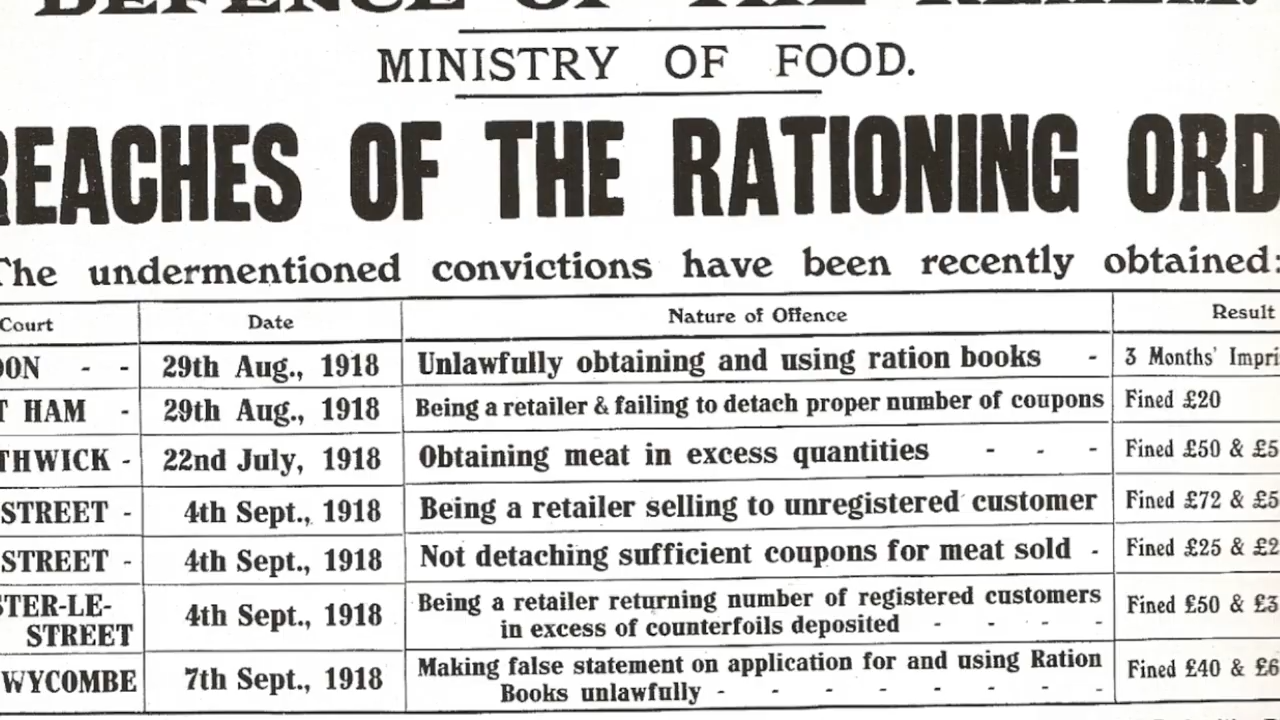 DEFENCE OF THE REALM.
MINISTRY OF FOOD.
REACHES OF THE RATIONING ORD
The undermentioned convictions have been recently obtained:
Court Date Nature of Offence Result
DON - - 29th Aug., 1918 Unlawfully obtaining and using ration books - 3 Months' Impri
T HAM - 29th Aug., 1918 Being a retailer & failing to detach proper number of coupons Fined £20
THWICK - 22nd July, 1918 Obtaining meat in excess quantities - - - Fined £50 & £5
STREET - 4th Sept., 1918 Being a retailer selling to unregistered customer Fined £72 & £5
STREET - 4th Sept., 1918 Not detaching sufficient coupons for meat sold - Fined £25 & £2
STER-LE-
STREET 4th Sept., 1918 Being a retailer returning number of registered customers Fined £50 & £3
in excess of counterfoils deposited - - - -
WYCOMBE 7th Sept., 1918 Making false statement on application for and using Ration Fined £40 & £6
Books unlawfully - - - - - - - -